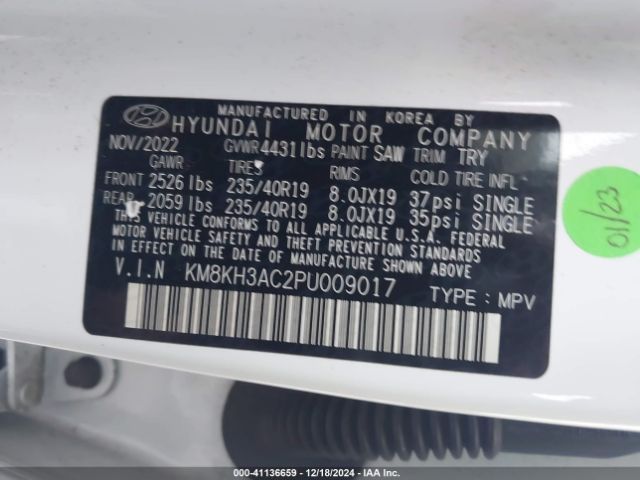 MANUFACTURED IN KOREA BY
HYUNDAI MOTOR COMPANY
NOV/2022 GVWR 4431lbs PAINT SAW TRIM TRY
GAWR TIRES RIMS COLD TIRE INFL
FRONT 2526 lbs 235/40R19 8.0JX19 37psi SINGLE
REAR 2059 lbs 235/40R19 8.0JX19 35psi SINGLE
THIS VEHICLE CONFORMS TO ALL APPLICABLE U.S.A. FEDERAL
MOTOR VEHICLE SAFETY AND THEFT PREVENTION STANDARDS
IN EFFECT ON THE DATE OF MANUFACTURE SHOWN ABOVE.
V.I.N KM8KH3AC2PU009017 TYPE : MPV
01/23
000-41136659 - 12/18/2024 - IAA Inc.